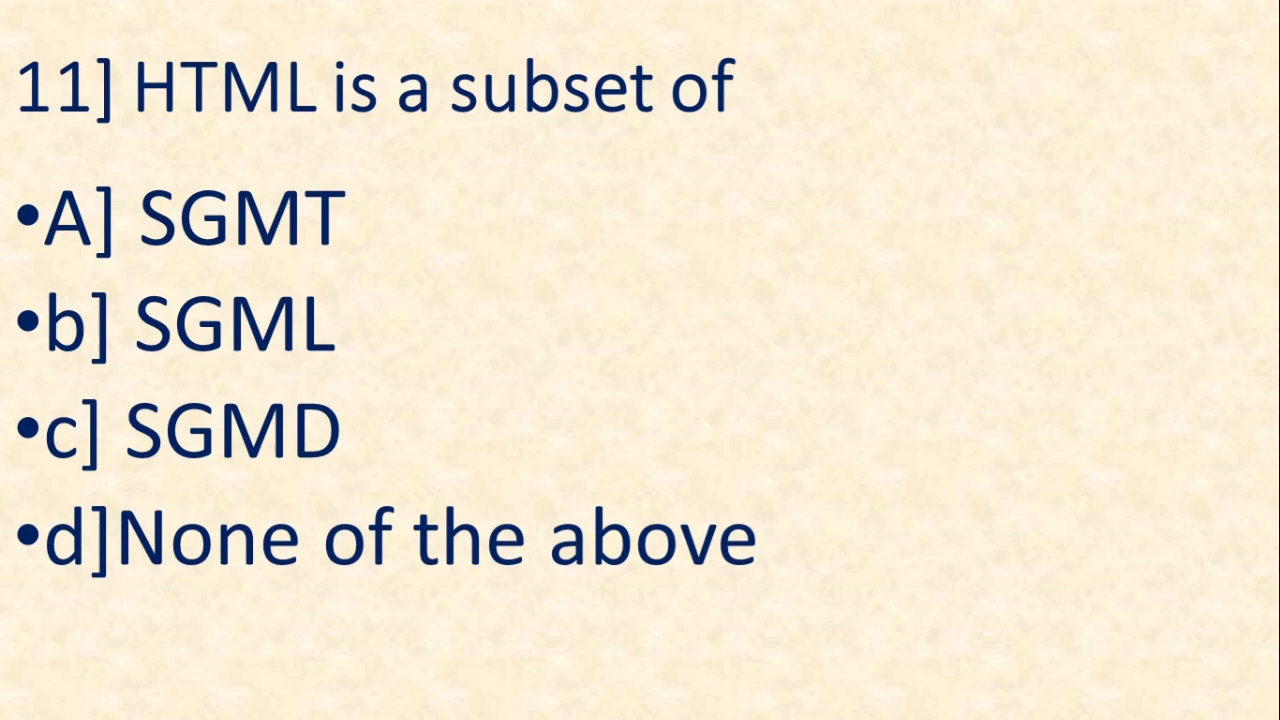 11] HTML is a subset of
•A] SGMT
•b] SGML
•c] SGMD
•d]None of the above